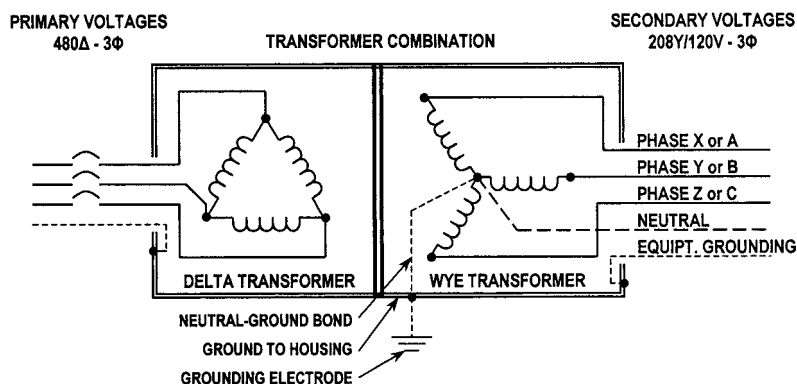 PRIMARY VOLTAGES
480Δ - 3Φ
TRANSFORMER COMBINATION
SECONDARY VOLTAGES
208Y/120V - 3Φ
PHASE X or A
PHASE Y or B
PHASE Z or C
NEUTRAL
EQUIPT. GROUNDING
DELTA TRANSFORMER
WYE TRANSFORMER
NEUTRAL-GROUND BOND
GROUND TO HOUSING
GROUNDING ELECTRODE